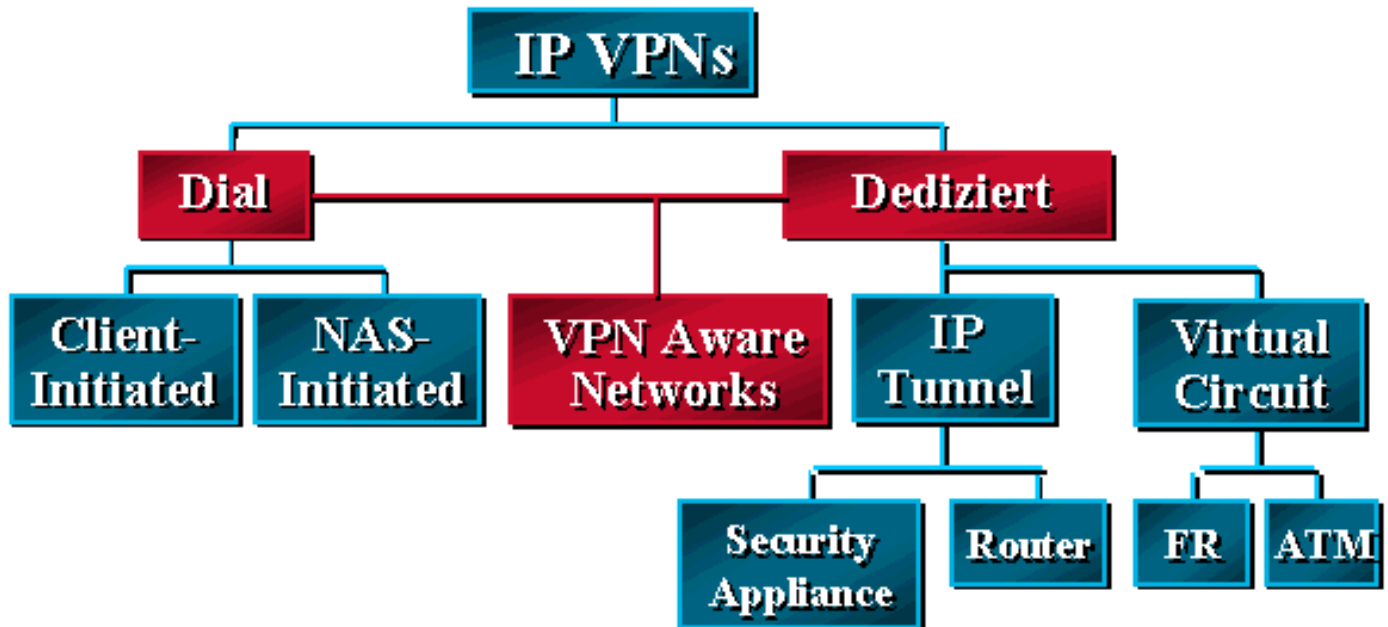 IP VPNs
Dial
Dediziert
Client-
Initiated
NAS-
Initiated
VPN Aware
Networks
IP
Tunnel
Virtual
Circuit
Security
Appliance
Router
FR
ATM